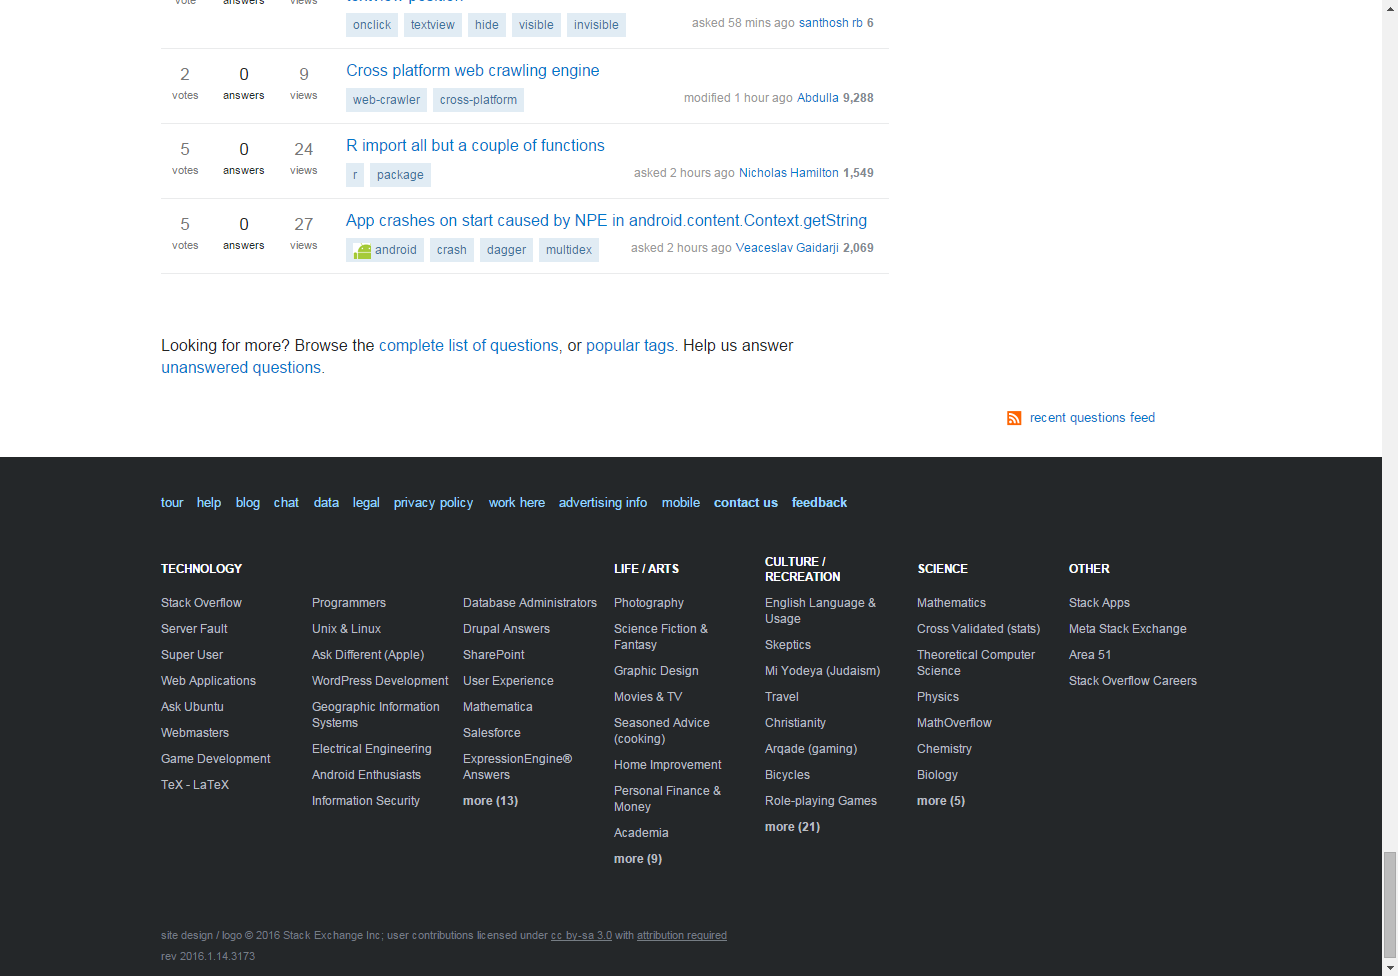 vote answers views textview position
onclick textview hide visible invisible asked 58 mins ago santhosh rb 6
2 0 9 Cross platform web crawling engine
votes answers views
web-crawler cross-platform modified 1 hour ago Abdulla 9,288
5 0 24 R import all but a couple of functions
votes answers views
r package asked 2 hours ago Nicholas Hamilton 1,549
5 0 27 App crashes on start caused by NPE in android.content.Context.getString
votes answers views
android crash dagger multidex asked 2 hours ago Veaceslav Gaidarji 2,069
Looking for more? Browse the complete list of questions, or popular tags. Help us answer
unanswered questions.
recent questions feed
tour help blog chat data legal privacy policy work here advertising info mobile contact us feedback
TECHNOLOGY
Stack Overflow
Server Fault
Super User
Web Applications
Ask Ubuntu
Webmasters
Game Development
TeX - LaTeX
Programmers
Unix & Linux
Ask Different (Apple)
WordPress Development
Geographic Information
Systems
Electrical Engineering
Android Enthusiasts
Information Security
Database Administrators
Drupal Answers
SharePoint
User Experience
Mathematica
Salesforce
ExpressionEngine®
Answers
more (13)
LIFE / ARTS
Photography
Science Fiction &
Fantasy
Graphic Design
Movies & TV
Seasoned Advice
(cooking)
Home Improvement
Personal Finance &
Money
Academia
more (9)
CULTURE /
RECREATION
English Language &
Usage
Skeptics
Mi Yodeya (Judaism)
Travel
Christianity
Arqade (gaming)
Bicycles
Role-playing Games
more (21)
SCIENCE
Mathematics
Cross Validated (stats)
Theoretical Computer
Science
Physics
MathOverflow
Chemistry
Biology
more (5)
OTHER
Stack Apps
Meta Stack Exchange
Area 51
Stack Overflow Careers
site design / logo © 2016 Stack Exchange Inc; user contributions licensed under cc by-sa 3.0 with attribution required
rev 2016.1.14.3173